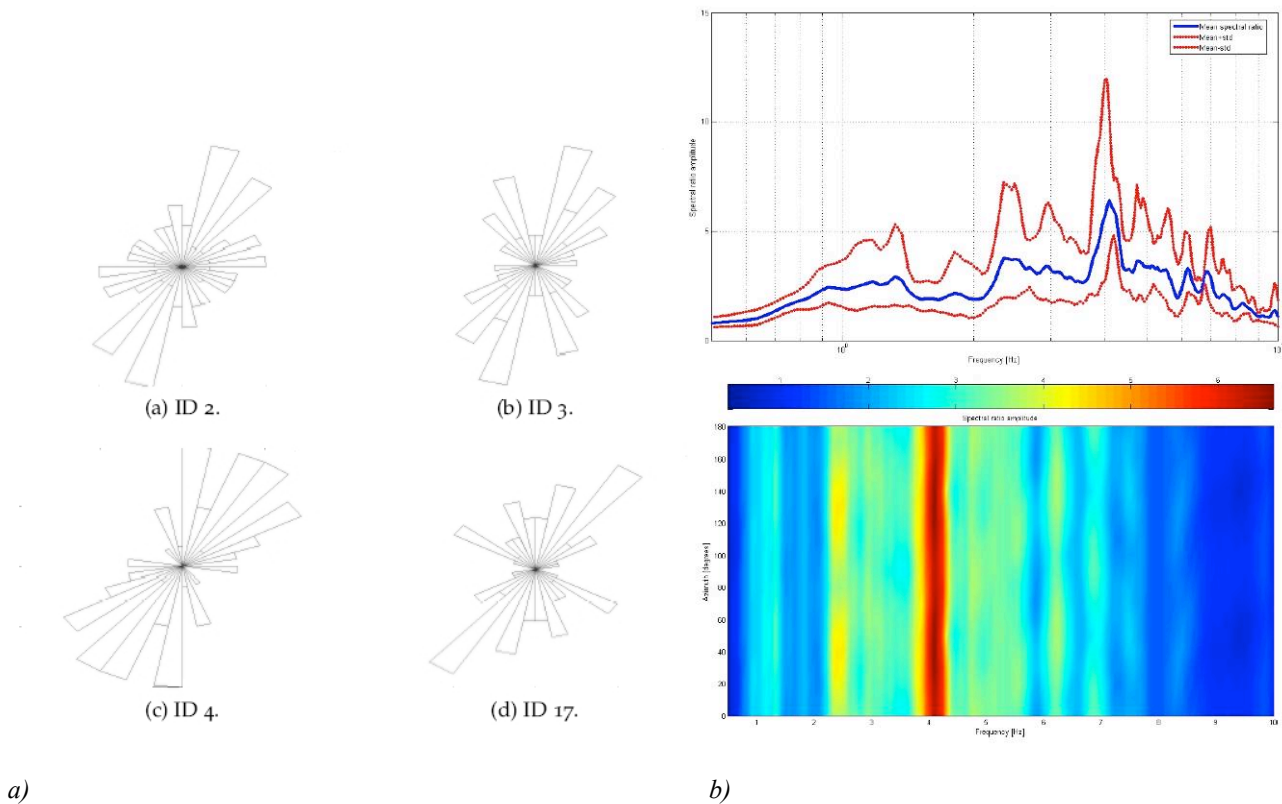 (a) ID 2.
(b) ID 3.
(c) ID 4.
(d) ID 17.
a)
15
10
5
0
Spectral ratio amplitude
Mean spectral ratio
Mean+std
Mean-std
10⁰
10
Frequency [Hz]
1 2 3 4 5 6
Spectral ratio amplitude
180
160
140
120
100
80
60
40
20
0
Azimuth [degrees]
1 2 3 4 5 6 7 8 9 10
Frequency [Hz]
b)